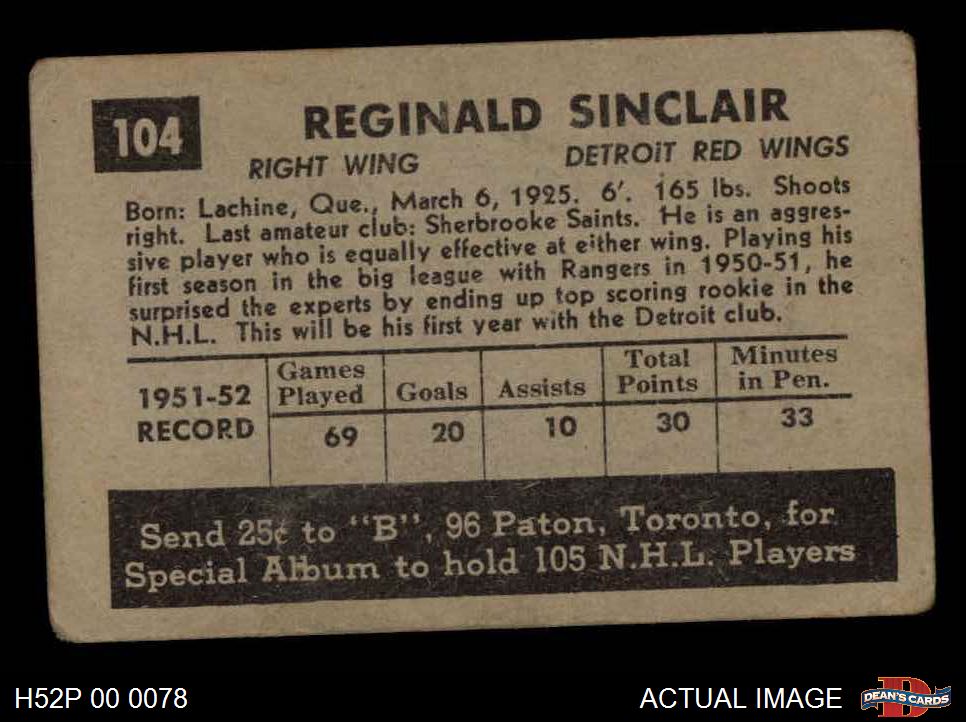 104
REGINALD SINCLAIR
RIGHT WING DETROIT RED WINGS
Born: Lachine, Que., March 6, 1925. 6'. 165 lbs. Shoots
right. Last amateur club: Sherbrooke Saints. He is an aggres-
sive player who is equally effective at either wing. Playing his
first season in the big league with Rangers in 1950-51, he
surprised the experts by ending up top scoring rookie in the
N.H.L. This will be his first year with the Detroit club.
1951-52 RECORD
Games Played Goals Assists Total Points Minutes in Pen.
69 20 10 30 33
Send 25¢ to "B", 96 Paton, Toronto, for
Special Album to hold 105 N.H.L. Players
H52P 00 0078 ACTUAL IMAGE DEAN'S CARDS